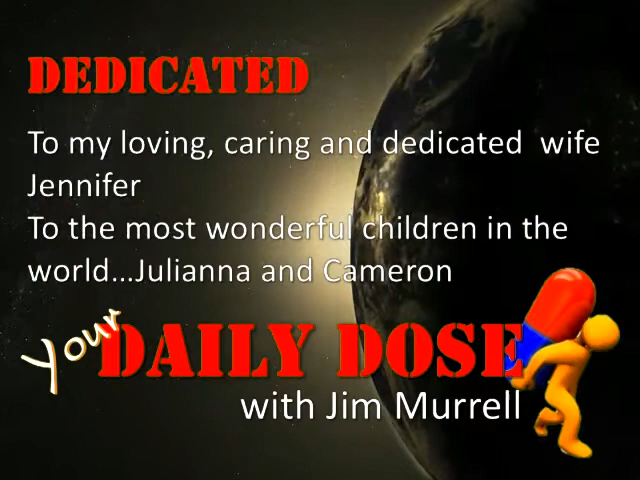 DEDICATED
To my loving, caring and dedicated  wife
Jennifer
To the most wonderful children in the
world...Julianna and Cameron
Your DAILY DOSE
with Jim Murrell